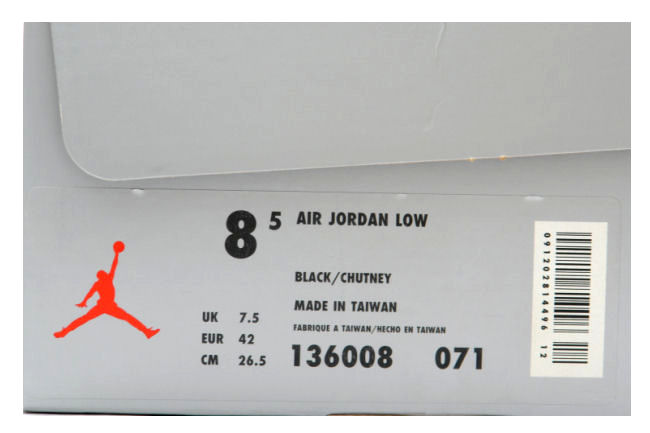 8 5 AIR JORDAN LOW
BLACK/CHUTNEY
MADE IN TAIWAN
FABRIQUE A TAIWAN/HECHO EN TAIWAN
UK 7.5
EUR 42
CM 26.5
136008 071
091202814496 12